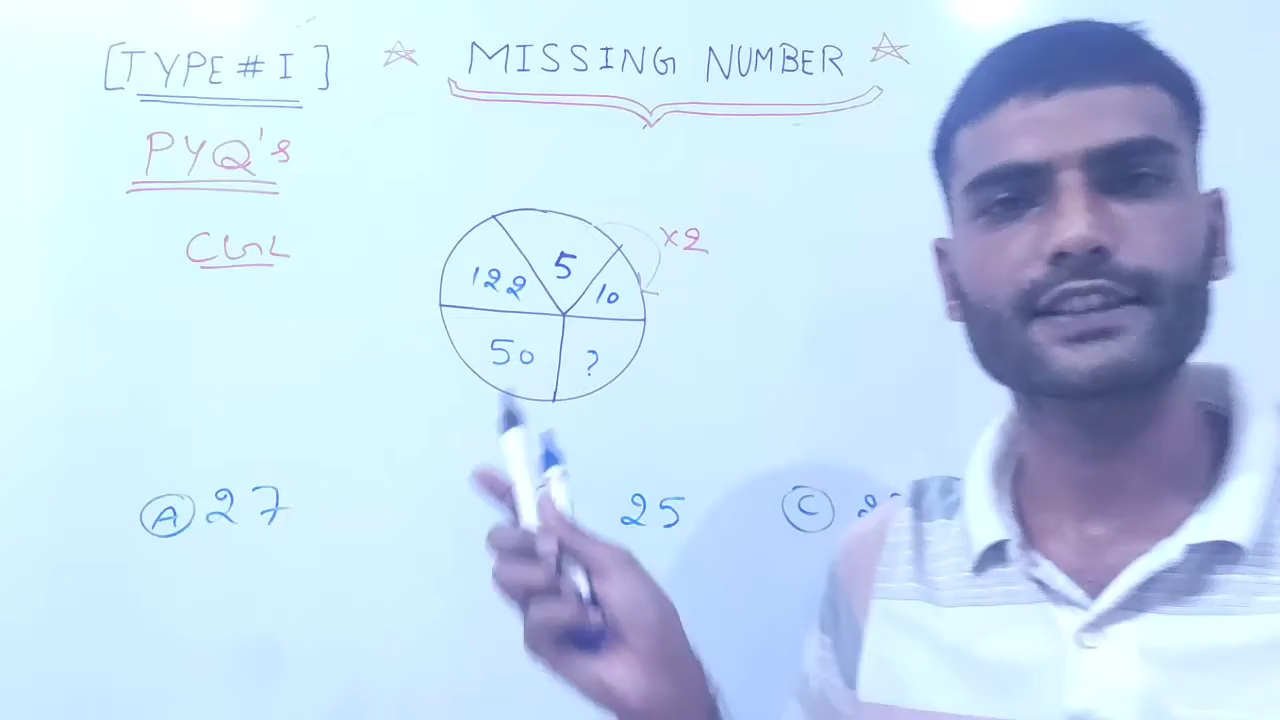 [TYPE # I] ☆ MISSING NUMBER ☆
PYQ's
CGL
×2
5
122
10
50
?
(A) 27
25
(C)